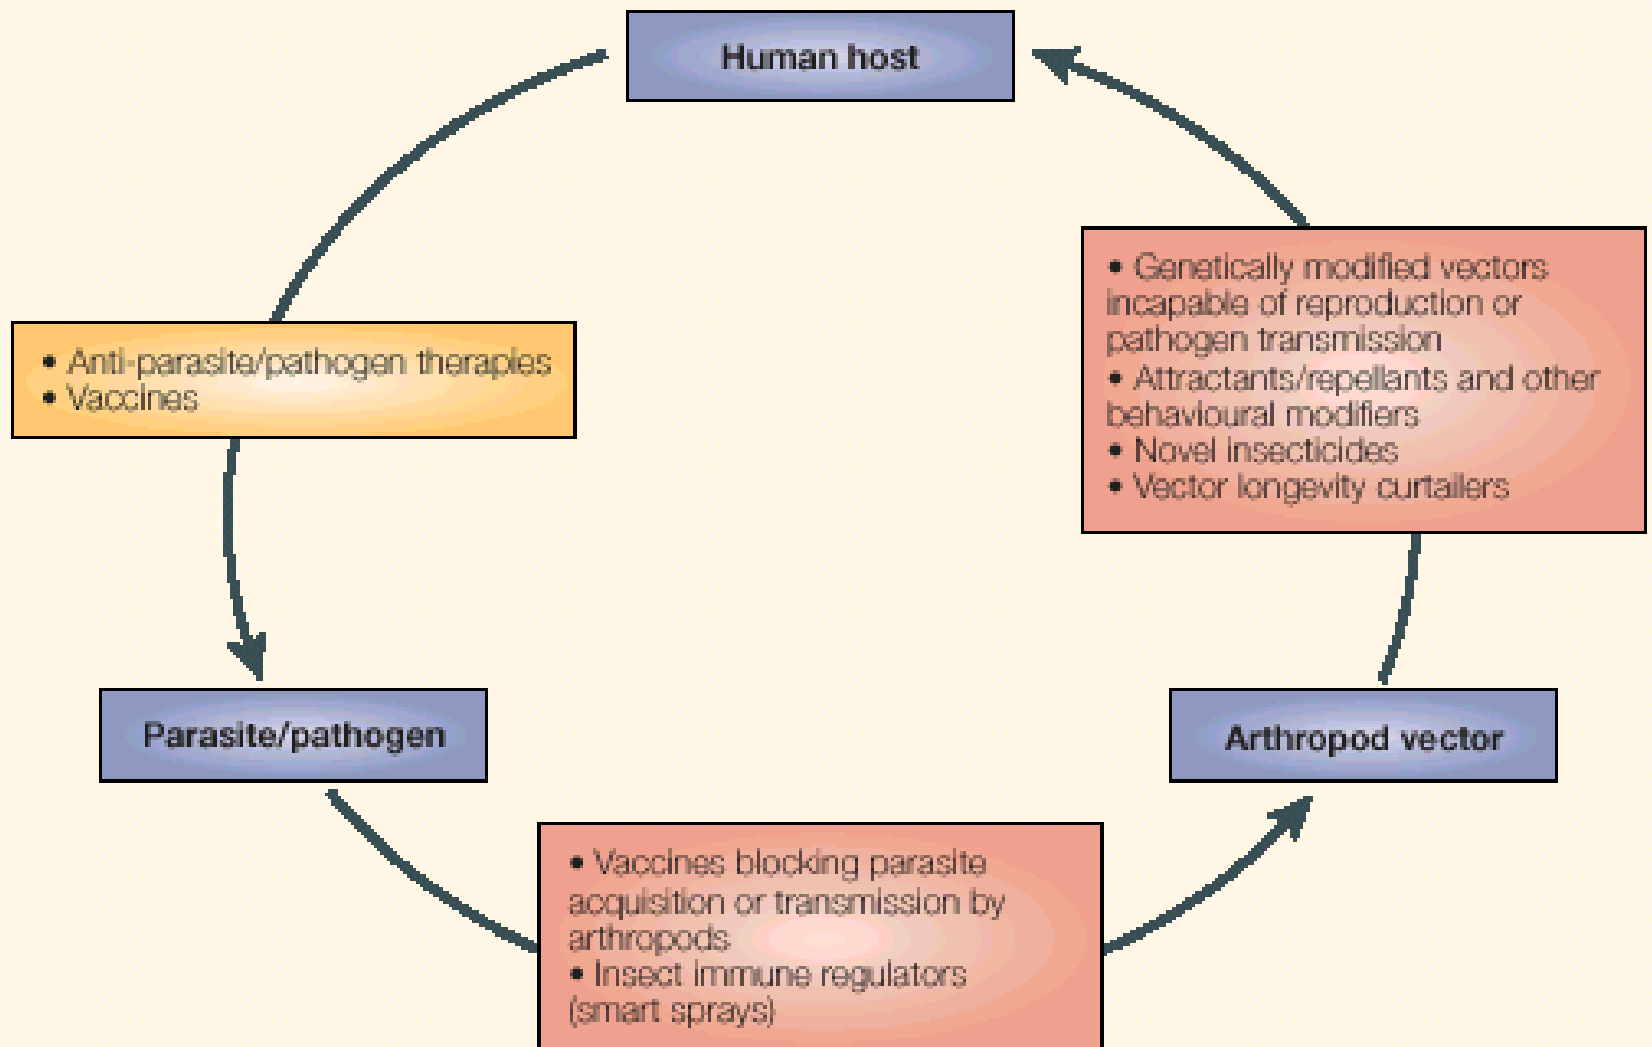 Human host
• Genetically modified vectors
incapable of reproduction or
pathogen transmission
• Attractants/repellants and other
behavioural modifiers
• Novel insecticides
• Vector longevity curtailers
• Anti-parasite/pathogen therapies
• Vaccines
Parasite/pathogen
Arthropod vector
• Vaccines blocking parasite
acquisition or transmission by
arthropods
• Insect immune regulators
(smart sprays)